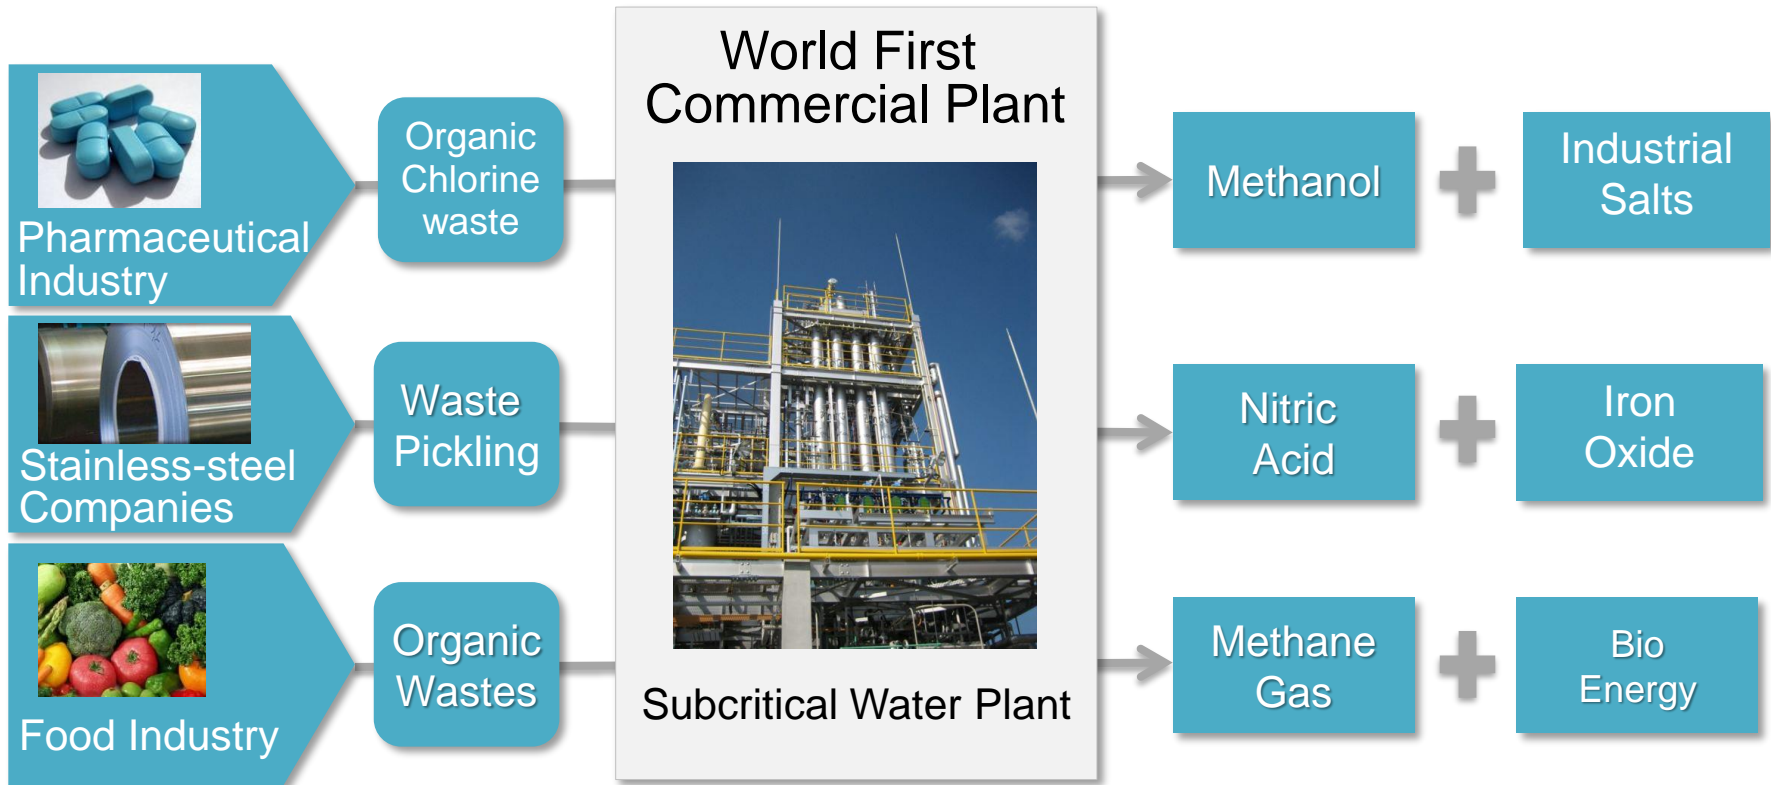 World First
Commercial Plant
Pharmaceutical
Industry
Organic
Chlorine
waste
Methanol
Industrial
Salts
Stainless-steel
Companies
Waste
Pickling
Nitric
Acid
Iron
Oxide
Food Industry
Organic
Wastes
Subcritical Water Plant
Methane
Gas
Bio
Energy